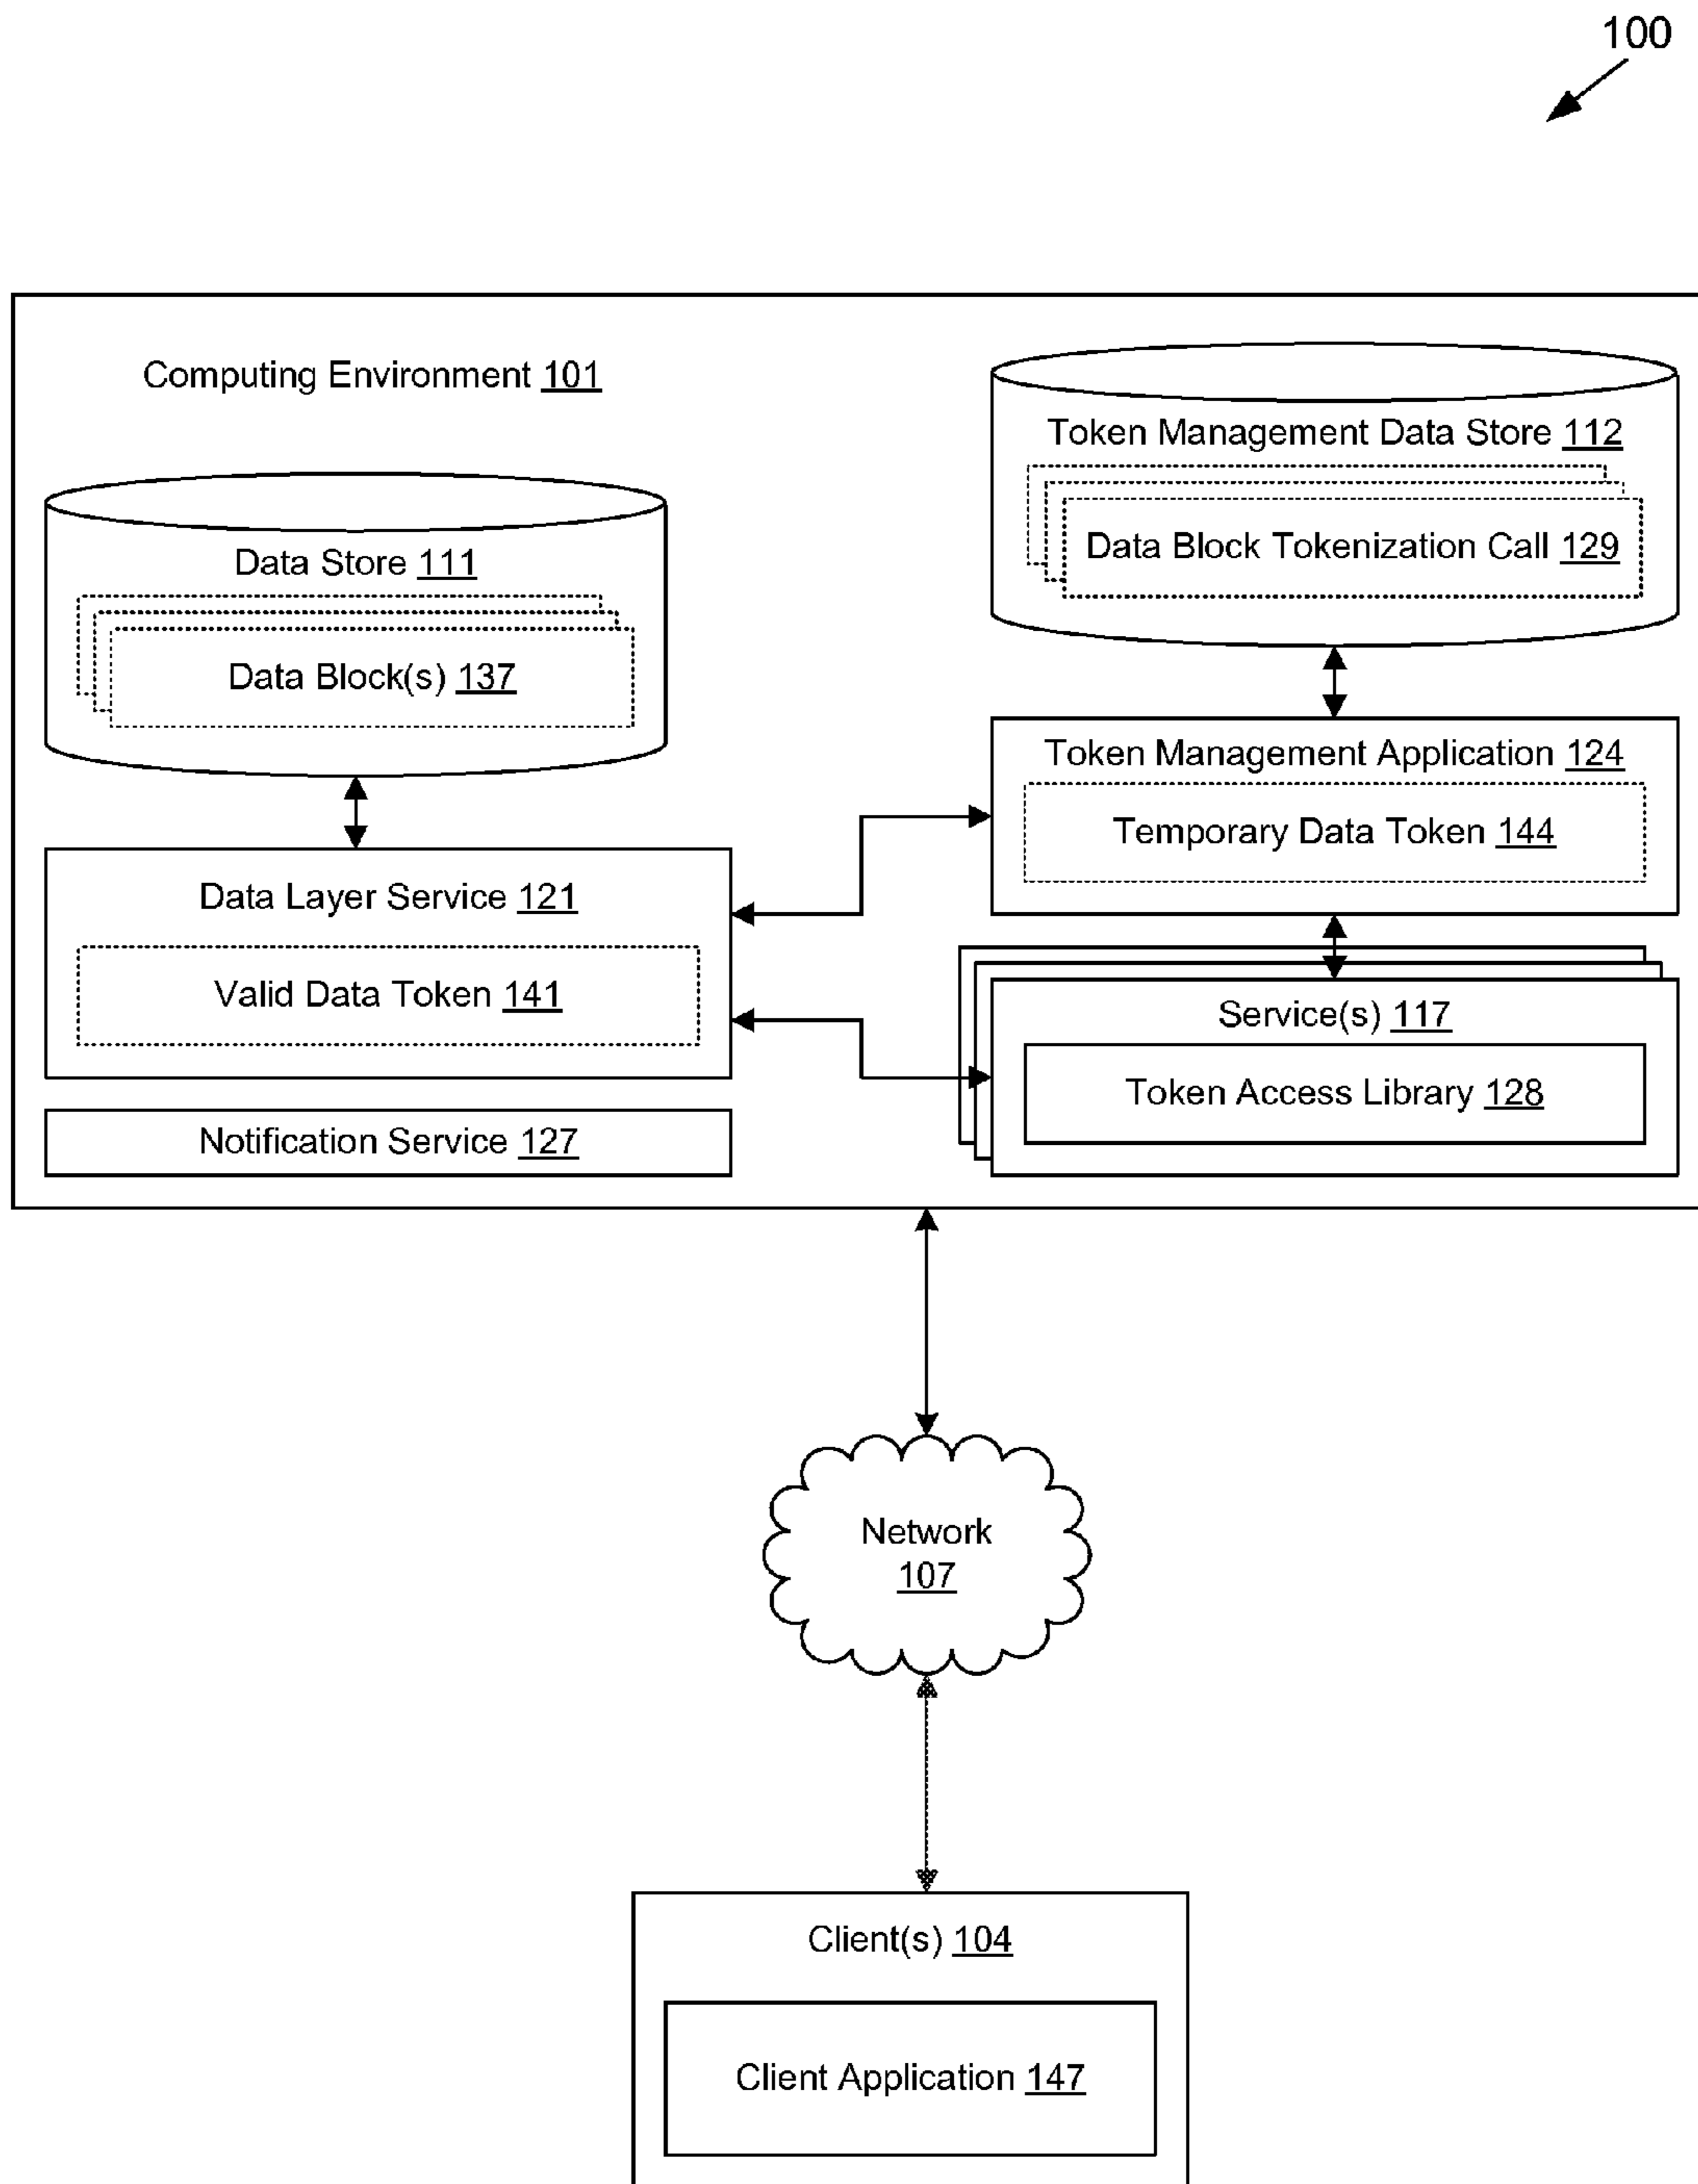 100
Computing Environment 101
Token Management Data Store 112
Data Block Tokenization Call 129
Data Store 111
Data Block(s) 137
Token Management Application 124
Temporary Data Token 144
Data Layer Service 121
Valid Data Token 141
Service(s) 117
Token Access Library 128
Notification Service 127
Network
107
Client(s) 104
Client Application 147